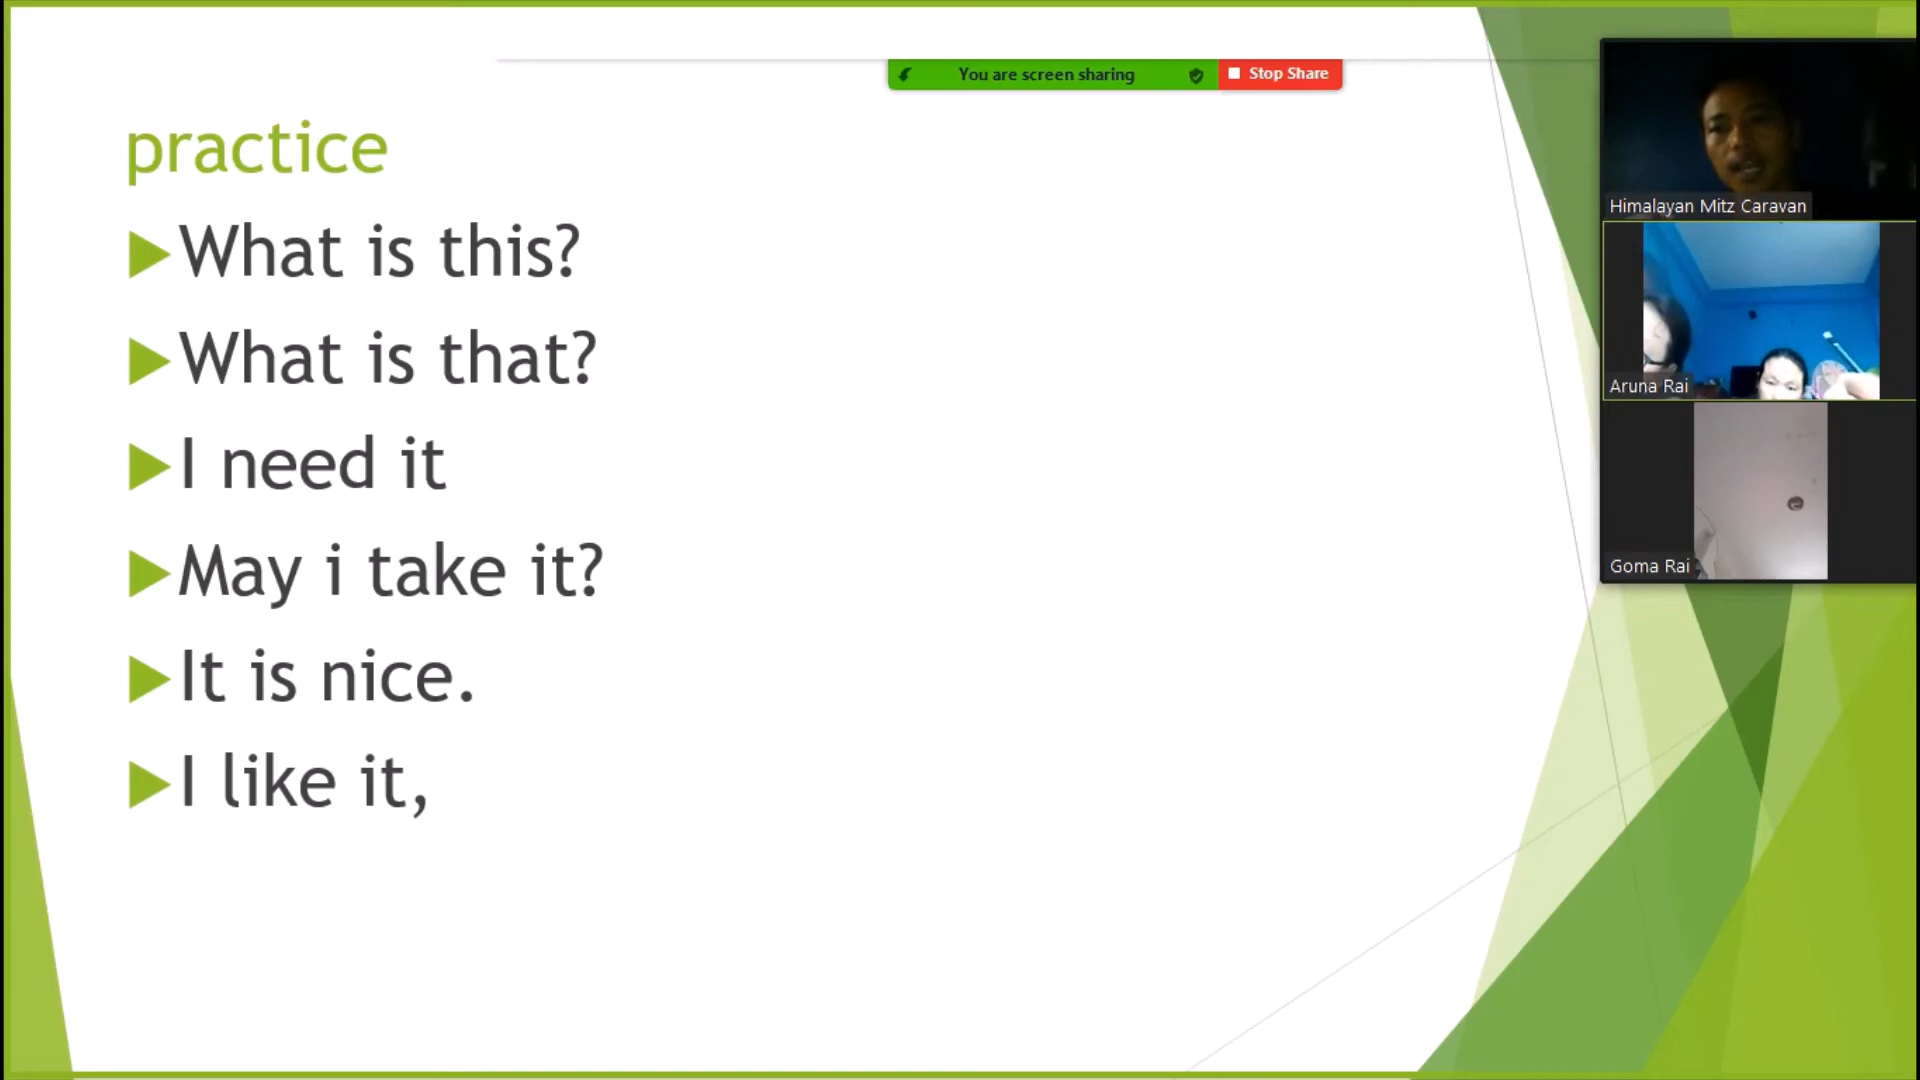 You are screen sharing Stop Share
practice
What is this?
What is that?
I need it
May i take it?
It is nice.
I like it,
Himalayan Mitz Caravan
Aruna Rai
Goma Rai